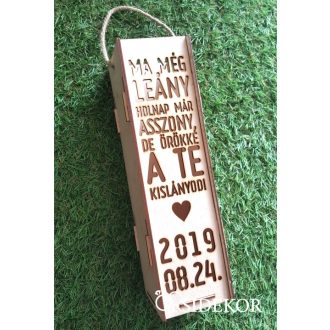 MA MÉG
LEÁNY
HOLNAP MÁR
ASSZONY,
DE ÖRÖKKÉ
A TE
KISLÁNYOD!
2019
08.24.